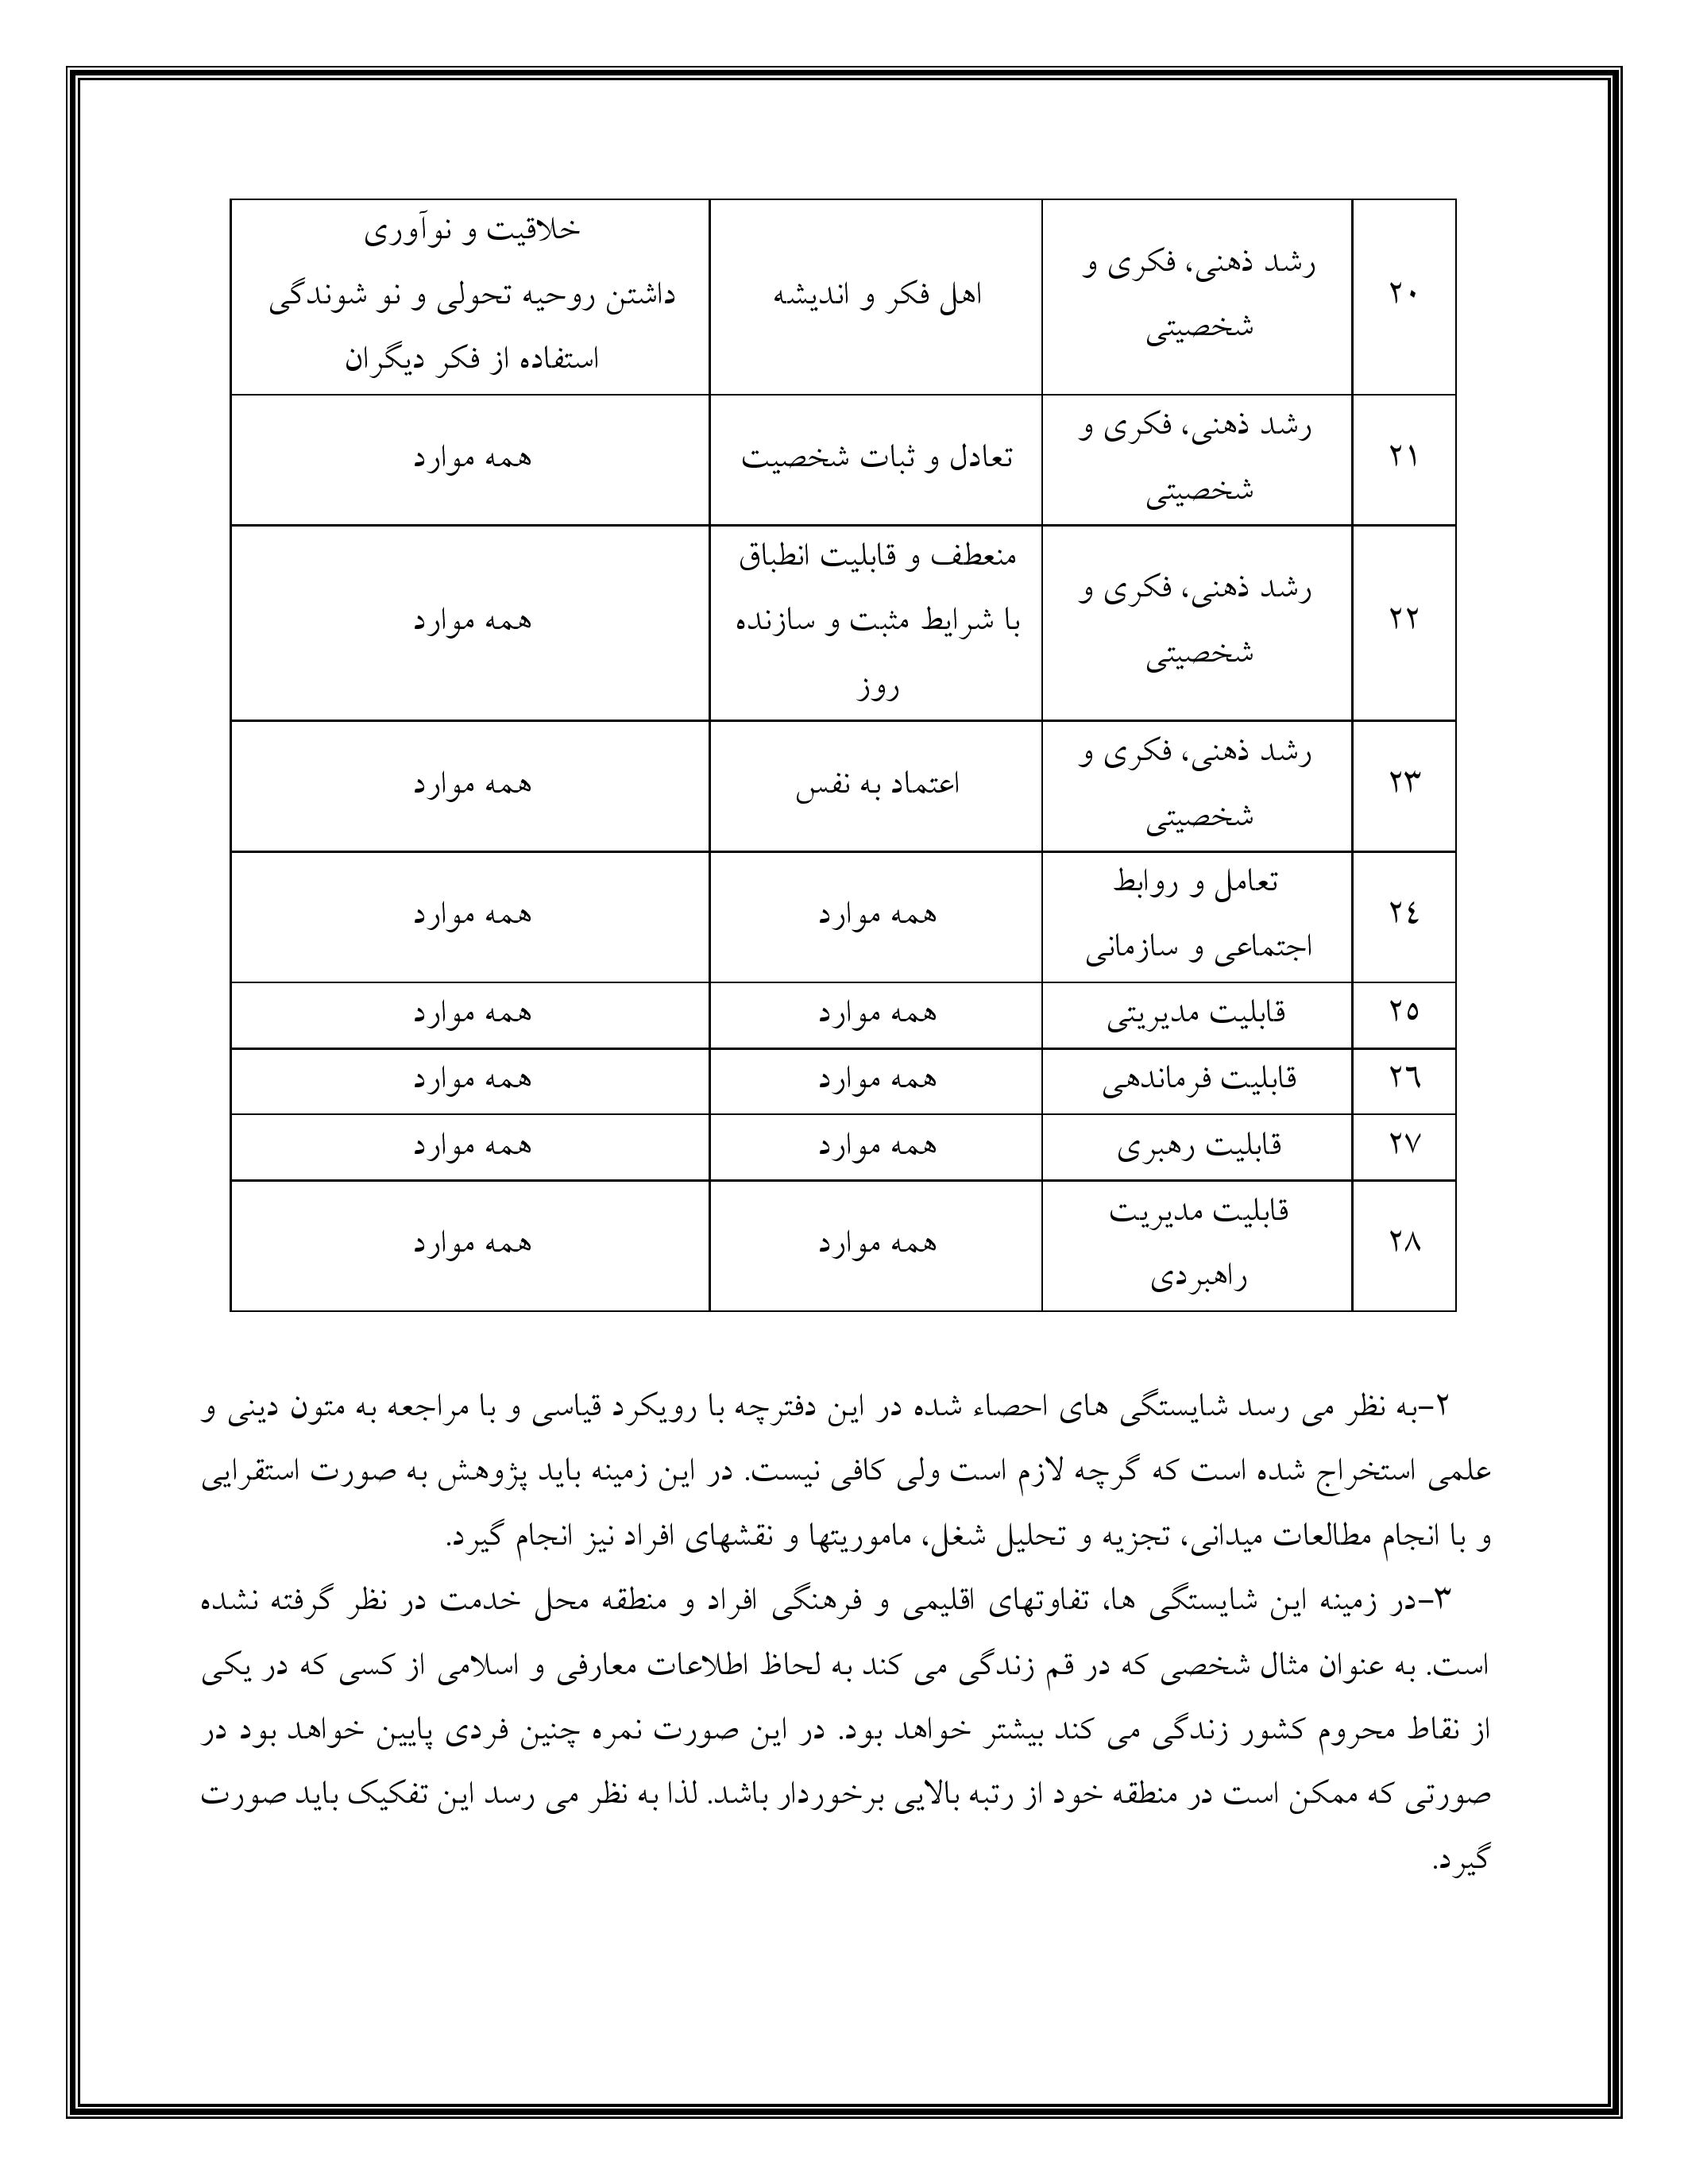 ۲۰
رشد ذهنی، فکری و
شخصیتی
اهل فکر و اندیشه
خلاقیت و نوآوری
داشتن روحیه تحولی و نو شوندگی
استفاده از فکر دیگران
۲۱
رشد ذهنی، فکری و
شخصیتی
تعادل و ثبات شخصیت
همه موارد
۲۲
رشد ذهنی، فکری و
شخصیتی
منعطف و قابلیت انطباق
با شرایط مثبت و سازنده
روز
همه موارد
۲۳
رشد ذهنی، فکری و
شخصیتی
اعتماد به نفس
همه موارد
۲٤
تعامل و روابط
اجتماعی و سازمانی
همه موارد
همه موارد
۲٥
قابلیت مدیریتی
همه موارد
همه موارد
۲٦
قابلیت فرماندهی
همه موارد
همه موارد
۲۷
قابلیت رهبری
همه موارد
همه موارد
۲۸
قابلیت مدیریت
راهبردی
همه موارد
همه موارد
۲-به نظر می رسد شایستگی های احصاء شده در این دفترچه با رویکرد قیاسی و با مراجعه به متون دینی و
علمی استخراج شده است که گرچه لازم است ولی کافی نیست. در این زمینه باید پژوهش به صورت استقرایی
و با انجام مطالعات میدانی، تجزیه و تحلیل شغل، ماموریتها و نقشهای افراد نیز انجام گیرد.
۳-در زمینه این شایستگی ها، تفاوتهای اقلیمی و فرهنگی افراد و منطقه محل خدمت در نظر گرفته نشده
است. به عنوان مثال شخصی که در قم زندگی می کند به لحاظ اطلاعات معارفی و اسلامی از کسی که در یکی
از نقاط محروم کشور زندگی می کند بیشتر خواهد بود. در این صورت نمره چنین فردی پایین خواهد بود در
صورتی که ممکن است در منطقه خود از رتبه بالایی برخوردار باشد. لذا به نظر می رسد این تفکیک باید صورت
گیرد.